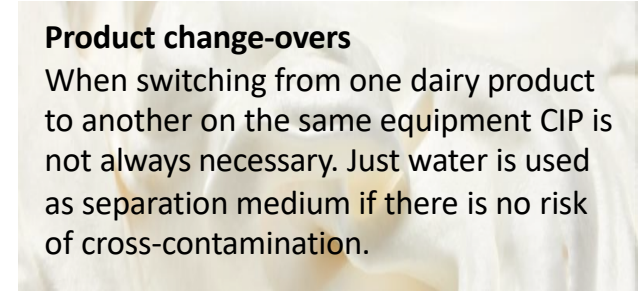 Product change-overs
When switching from one dairy product
to another on the same equipment CIP is
not always necessary. Just water is used
as separation medium if there is no risk
of cross-contamination.